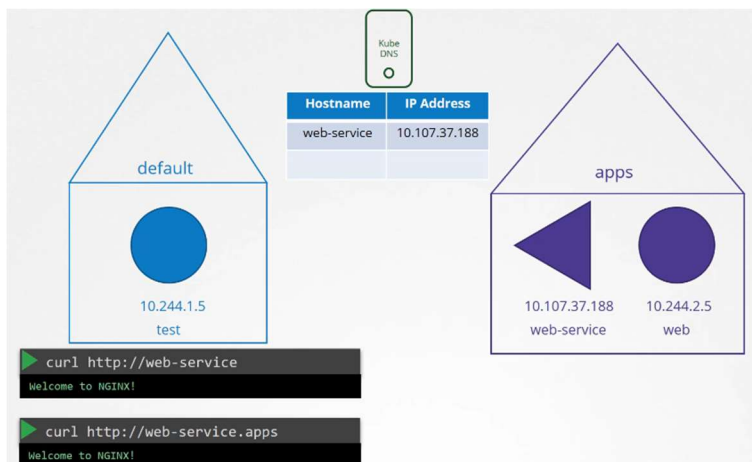 Kube
DNS
Hostname IP Address
web-service 10.107.37.188
default
apps
10.244.1.5
test
10.107.37.188 10.244.2.5
web-service web
curl http://web-service
Welcome to NGINX!
curl http://web-service.apps
Welcome to NGINX!